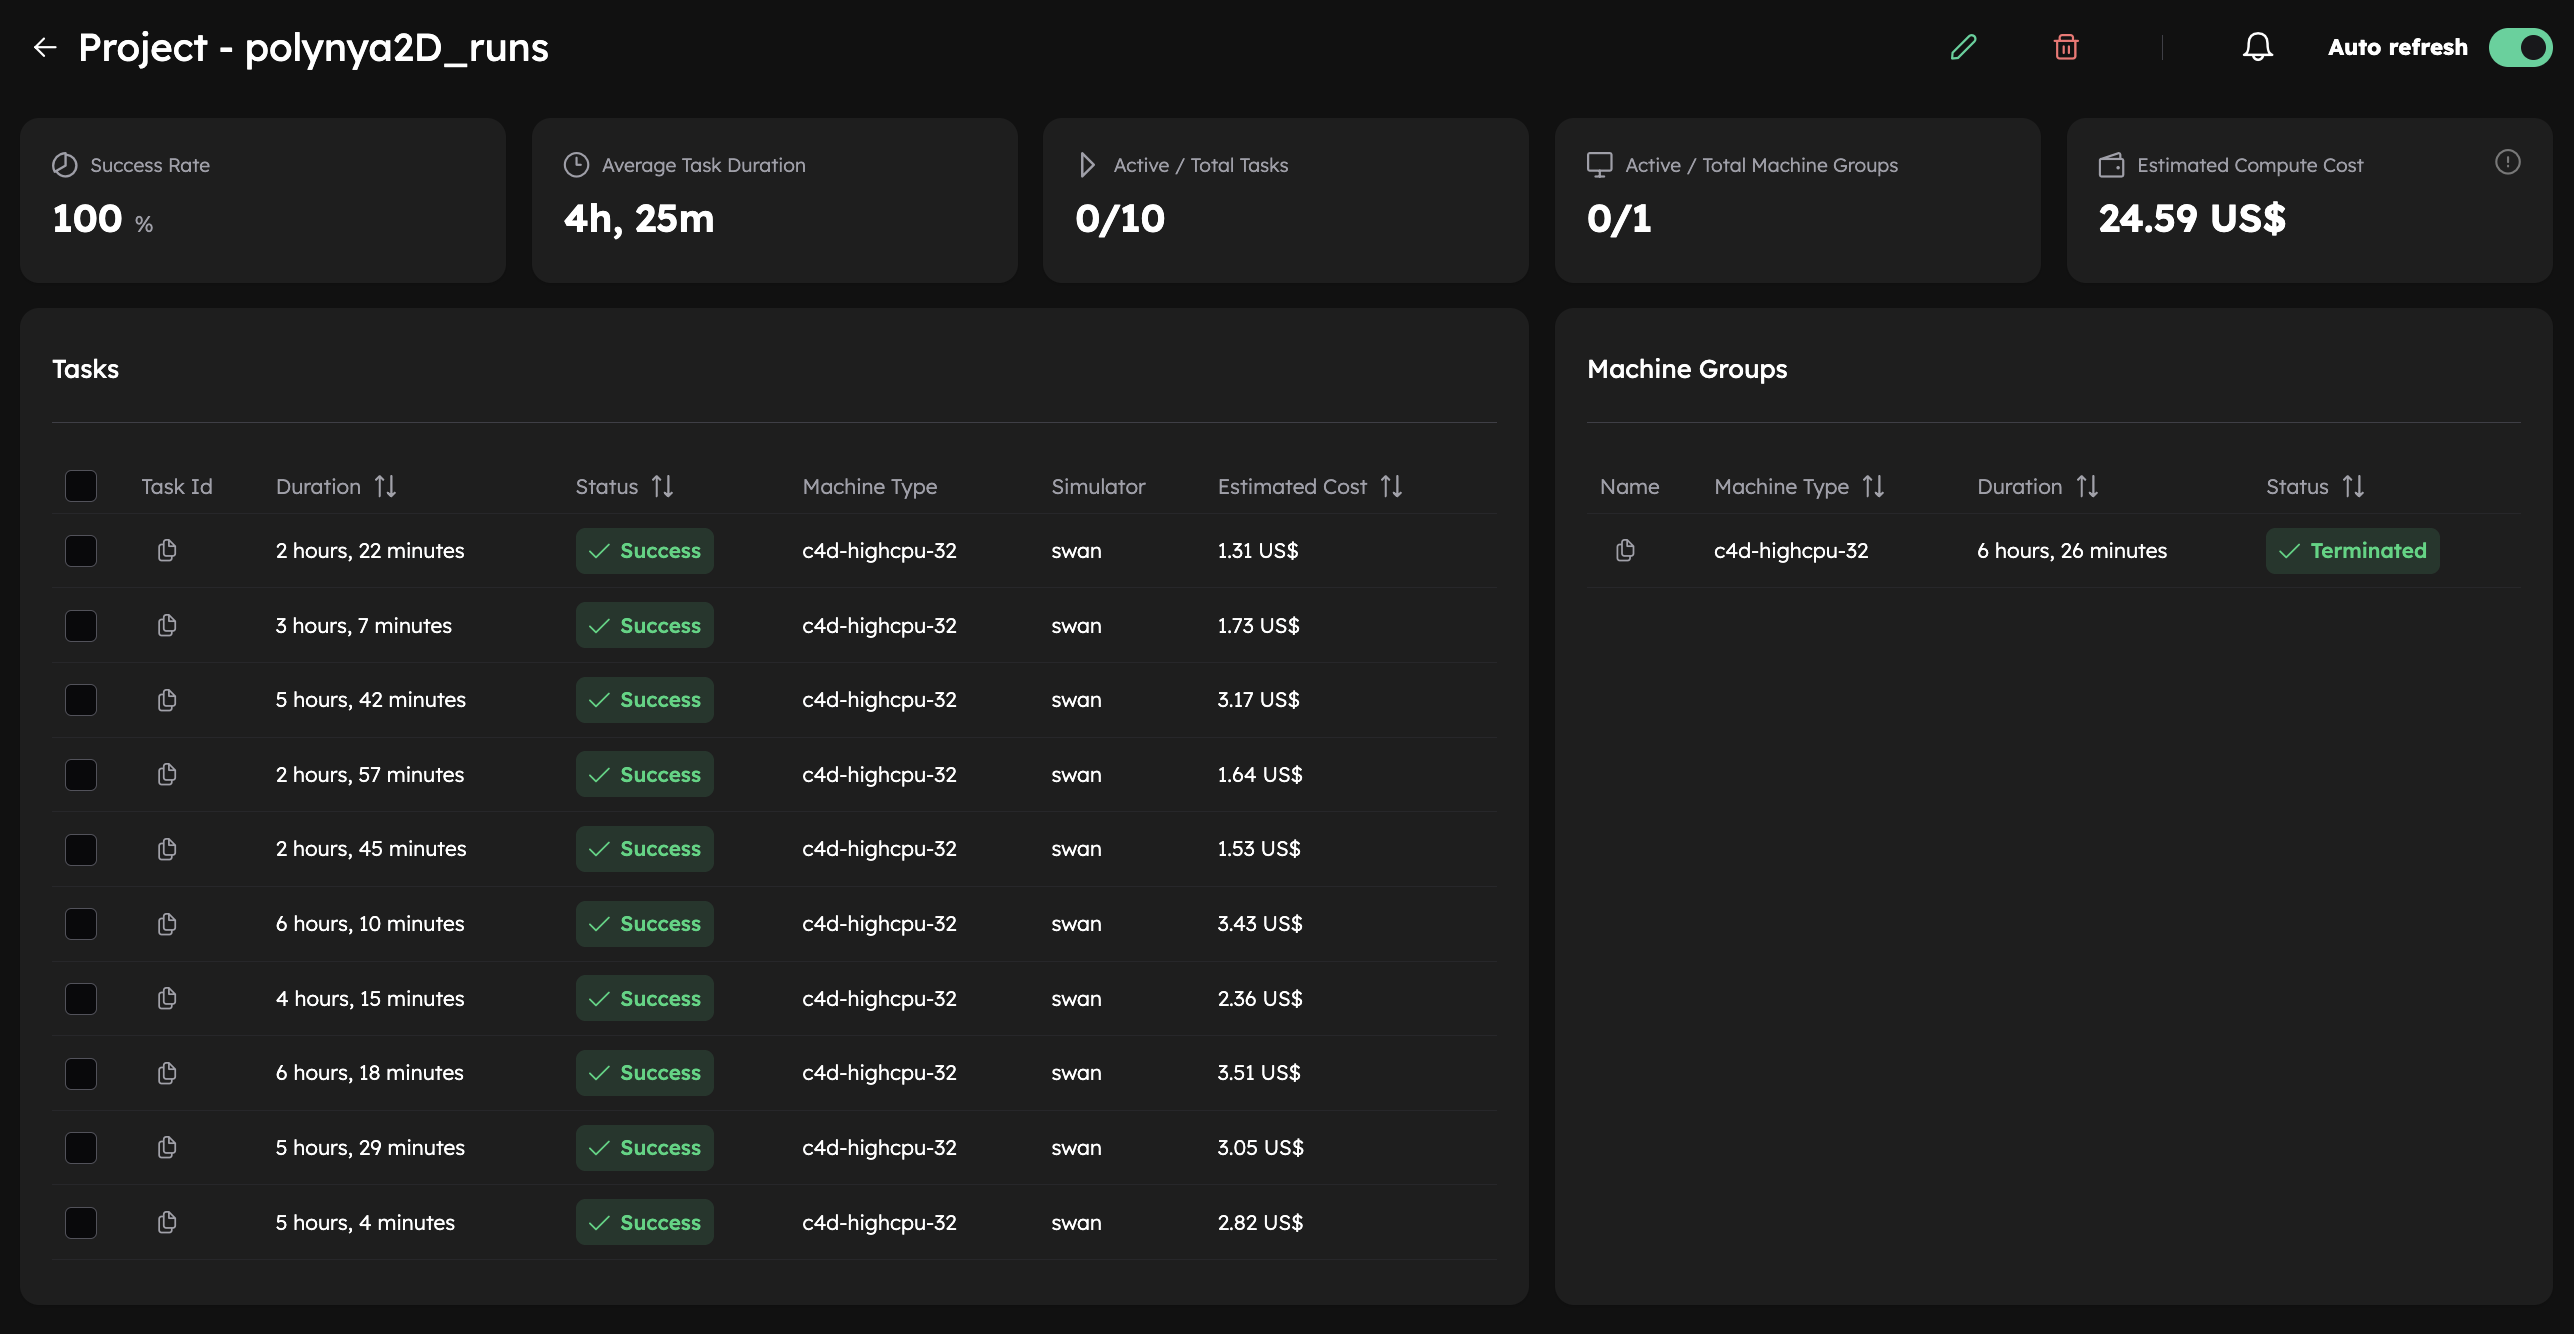 Project - polynya2D_runs
Auto refresh
Success Rate
100 %
Average Task Duration
4h, 25m
Active / Total Tasks
0/10
Active / Total Machine Groups
0/1
Estimated Compute Cost
24.59 US$
Tasks
Task Id Duration Status Machine Type Simulator Estimated Cost
2 hours, 22 minutes Success c4d-highcpu-32 swan 1.31 US$
3 hours, 7 minutes Success c4d-highcpu-32 swan 1.73 US$
5 hours, 42 minutes Success c4d-highcpu-32 swan 3.17 US$
2 hours, 57 minutes Success c4d-highcpu-32 swan 1.64 US$
2 hours, 45 minutes Success c4d-highcpu-32 swan 1.53 US$
6 hours, 10 minutes Success c4d-highcpu-32 swan 3.43 US$
4 hours, 15 minutes Success c4d-highcpu-32 swan 2.36 US$
6 hours, 18 minutes Success c4d-highcpu-32 swan 3.51 US$
5 hours, 29 minutes Success c4d-highcpu-32 swan 3.05 US$
5 hours, 4 minutes Success c4d-highcpu-32 swan 2.82 US$
Machine Groups
Name Machine Type Duration Status
c4d-highcpu-32 6 hours, 26 minutes Terminated